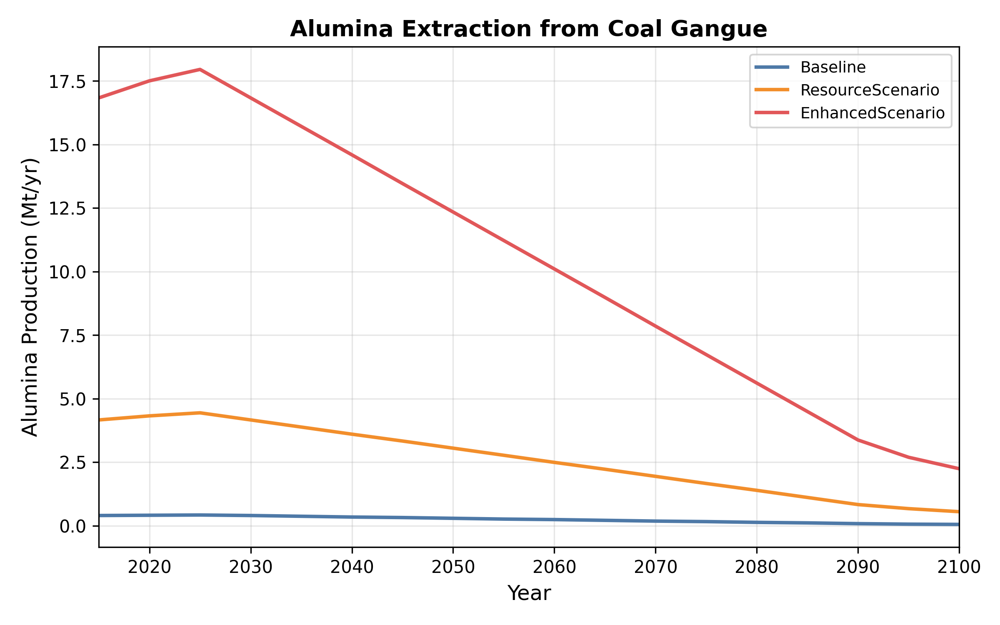 Alumina Extraction from Coal Gangue
Baseline
ResourceScenario
EnhancedScenario
Alumina Production (Mt/yr)
17.5
15.0
12.5
10.0
7.5
5.0
2.5
0.0
2020 2030 2040 2050 2060 2070 2080 2090 2100
Year